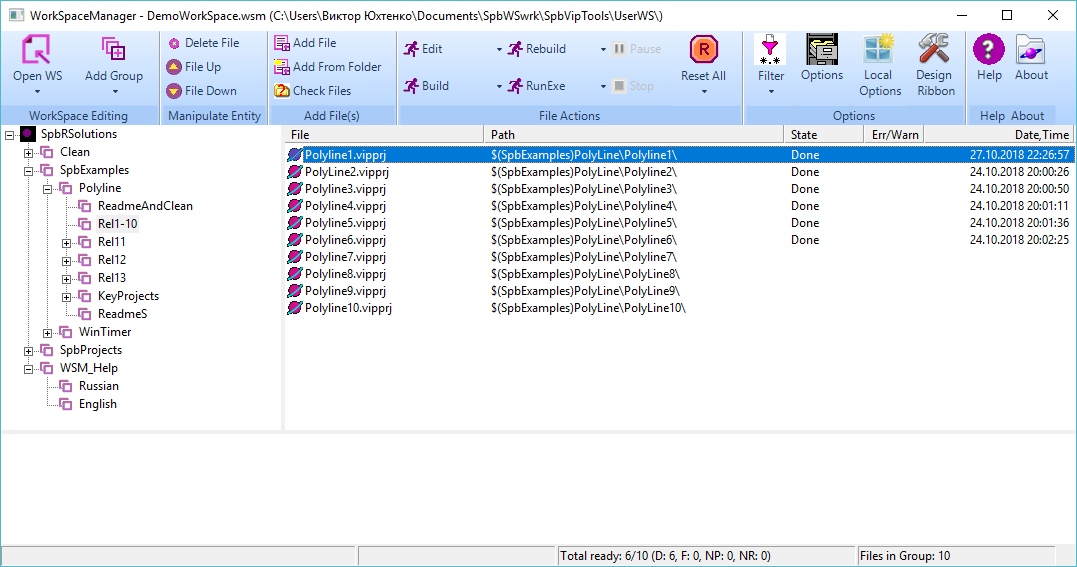 WorkSpaceManager - DemoWorkSpace.wsm (C:\Users\Виктор Юхтенко\Documents\SpbWSwrk\SpbVipTools\UserWS\)
Open WS
Add Group
WorkSpace Editing
Delete File
File Up
File Down
Manipulate Entity
Add File
Add From Folder
Check Files
Add File(s)
Edit
Rebuild
Pause
Build
RunExe
Stop
Reset All
File Actions
Filter
Options
Local Options
Design Ribbon
Options
Help
About
Help About
SpbRSolutions
Clean
SpbExamples
Polyline
ReadmeAndClean
Rel1-10
Rel11
Rel12
Rel13
KeyProjects
ReadmeS
WinTimer
SpbProjects
WSM_Help
Russian
English
File Path State Err/Warn Date,Time
Polyline1.vipprj $(SpbExamples)PolyLine\Polyline1\ Done 27.10.2018 22:26:57
PolyLine2.vipprj $(SpbExamples)PolyLine\Polyline2\ Done 24.10.2018 20:00:26
Polyline3.vipprj $(SpbExamples)PolyLine\Polyline3\ Done 24.10.2018 20:00:50
Polyline4.vipprj $(SpbExamples)PolyLine\Polyline4\ Done 24.10.2018 20:01:11
Polyline5.vipprj $(SpbExamples)PolyLine\Polyline5\ Done 24.10.2018 20:01:36
Polyline6.vipprj $(SpbExamples)PolyLine\Polyline6\ Done 24.10.2018 20:02:25
Polyline7.vipprj $(SpbExamples)PolyLine\Polyline7\
Polyline8.vipprj $(SpbExamples)PolyLine\PolyLine8\
Polyline9.vipprj $(SpbExamples)PolyLine\PolyLine9\
Polyline10.vipprj $(SpbExamples)PolyLine\PolyLine10\
Total ready: 6/10 (D: 6, F: 0, NP: 0, NR: 0)
Files in Group: 10